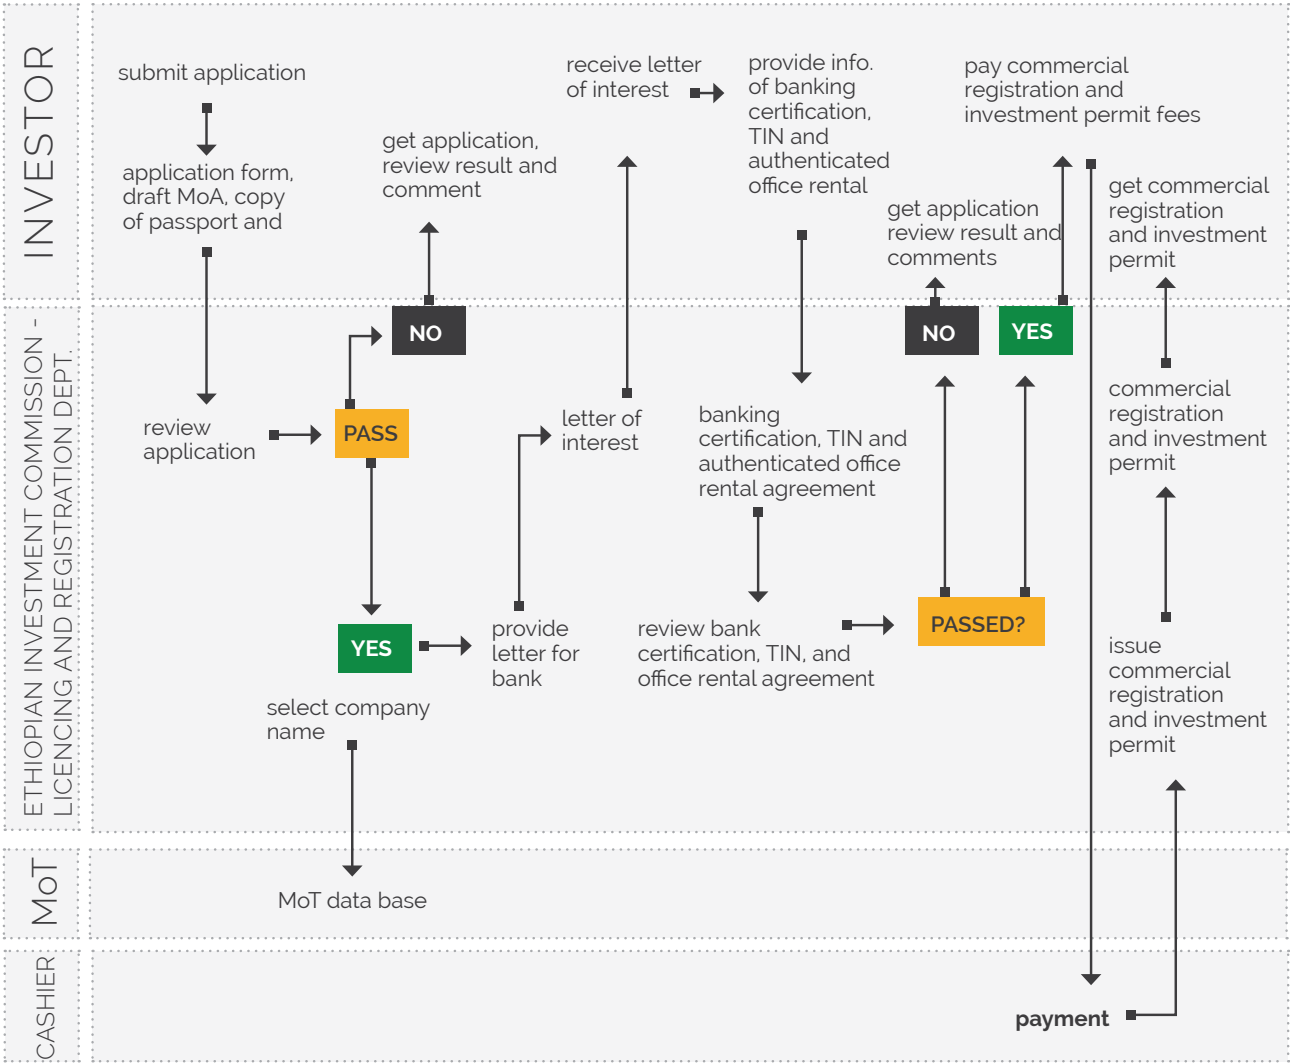 INVESTOR
submit application
application form,
draft MoA, copy
of passport and
get application,
review result and
comment
receive letter
of interest
provide info.
of banking
certification,
TIN and
authenticated
office rental
get application
review result and
comments
pay commercial
registration and
investment permit fees
get commercial
registration
and investment
permit
ETHIOPIAN INVESTMENT COMMISSION -
LICENCING AND REGISTRATION DEPT.
review
application
PASS
NO
YES
select company
name
provide
letter for
bank
letter of
interest
banking
certification, TIN and
authenticated office
rental agreement
review bank
certification, TIN, and
office rental agreement
PASSED?
NO
YES
commercial
registration
and investment
permit
issue
commercial
registration
and investment
permit
MoT
MoT data base
CASHIER
payment